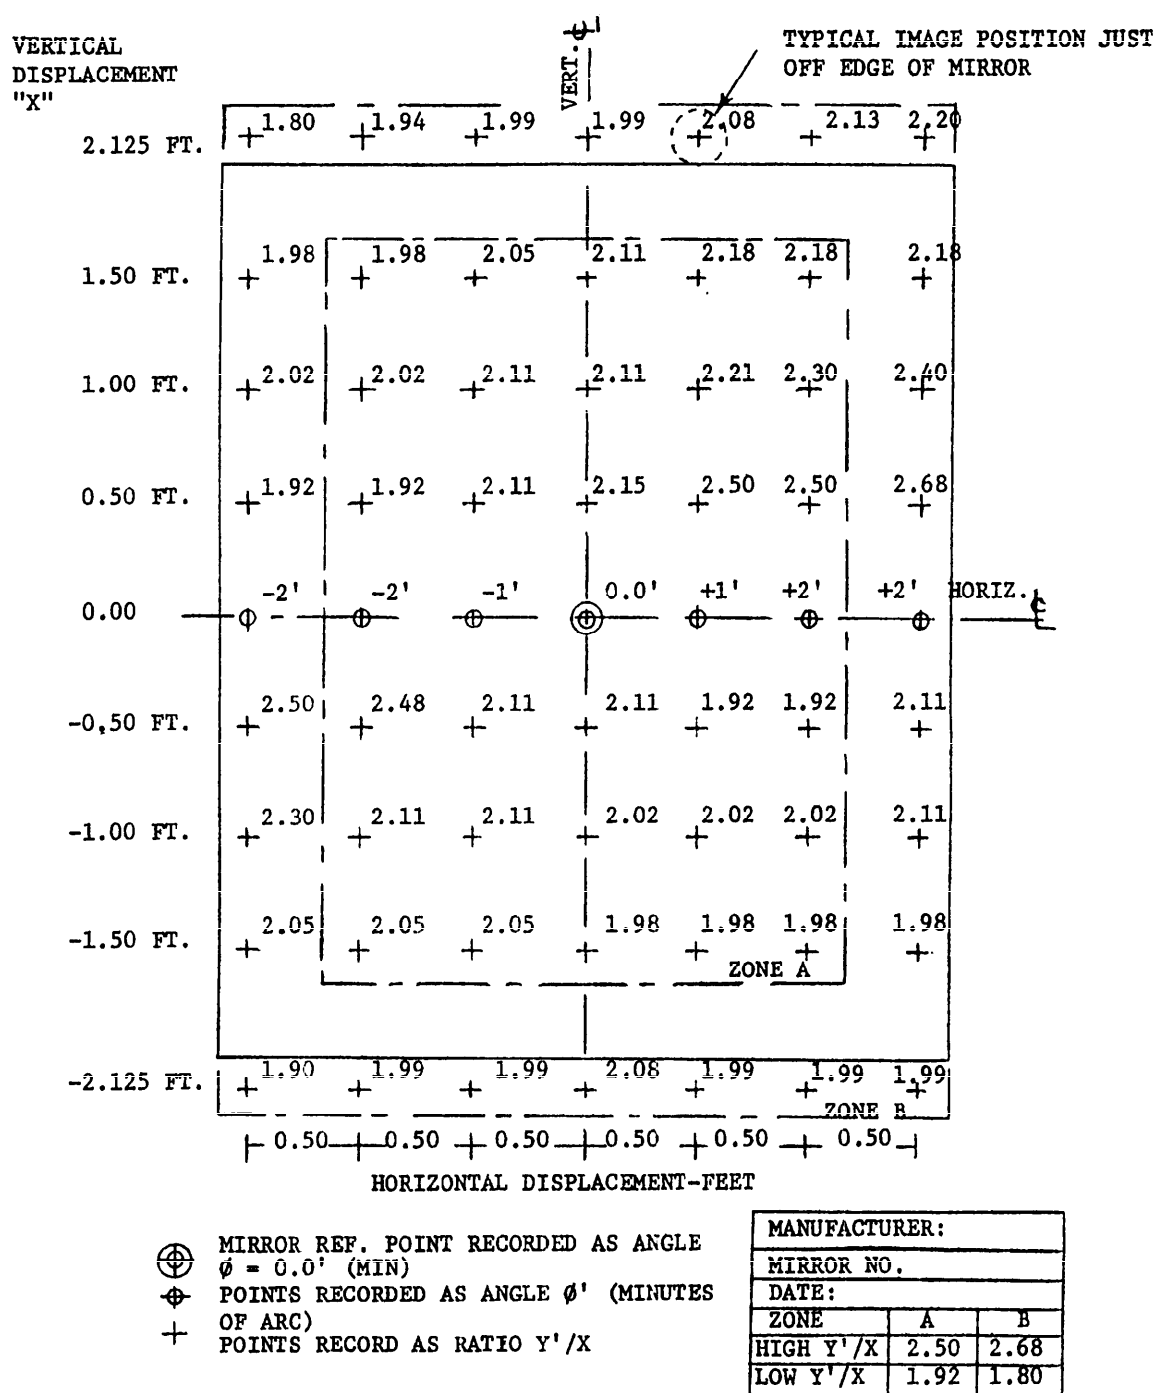 VERTICAL
DISPLACEMENT
"X"
VERT. ℄
TYPICAL IMAGE POSITION JUST
OFF EDGE OF MIRROR
2.125 FT. 1.80 1.94 1.99 1.99 2.08 2.13 2.20
1.50 FT. 1.98 1.98 2.05 2.11 2.18 2.18 2.18
1.00 FT. 2.02 2.02 2.11 2.11 2.21 2.30 2.40
0.50 FT. 1.92 1.92 2.11 2.15 2.50 2.50 2.68
0.00 -2' -2' -1' 0.0' +1' +2' +2' HORIZ. ℄
-0,50 FT. 2.50 2.48 2.11 2.11 1.92 1.92 2.11
-1.00 FT. 2.30 2.11 2.11 2.02 2.02 2.02 2.11
-1.50 FT. 2.05 2.05 2.05 1.98 1.98 1.98 1.98
ZONE A
-2.125 FT. 1.90 1.99 1.99 2.08 1.99 1.99 1.99
ZONE B
0.50 0.50 0.50 0.50 0.50 0.50
HORIZONTAL DISPLACEMENT-FEET
MIRROR REF. POINT RECORDED AS ANGLE
Ø = 0.0' (MIN)
POINTS RECORDED AS ANGLE Ø' (MINUTES
OF ARC)
POINTS RECORD AS RATIO Y'/X
MANUFACTURER:
MIRROR NO.
DATE:
ZONE A B
HIGH Y'/X 2.50 2.68
LOW Y'/X 1.92 1.80